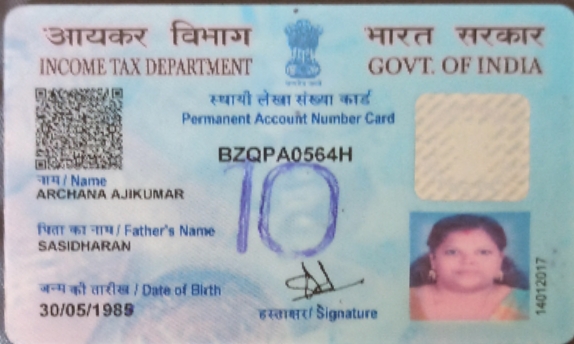 आयकर विभाग
INCOME TAX DEPARTMENT
भारत सरकार
GOVT. OF INDIA
स्थायी लेखा संख्या कार्ड
Permanent Account Number Card
BZQPA0564H
नाम / Name
ARCHANA AJIKUMAR
पिता का नाम / Father's Name
SASIDHARAN
10
जन्म की तारीख / Date of Birth
30/05/1989
हस्ताक्षर / Signature
14012017